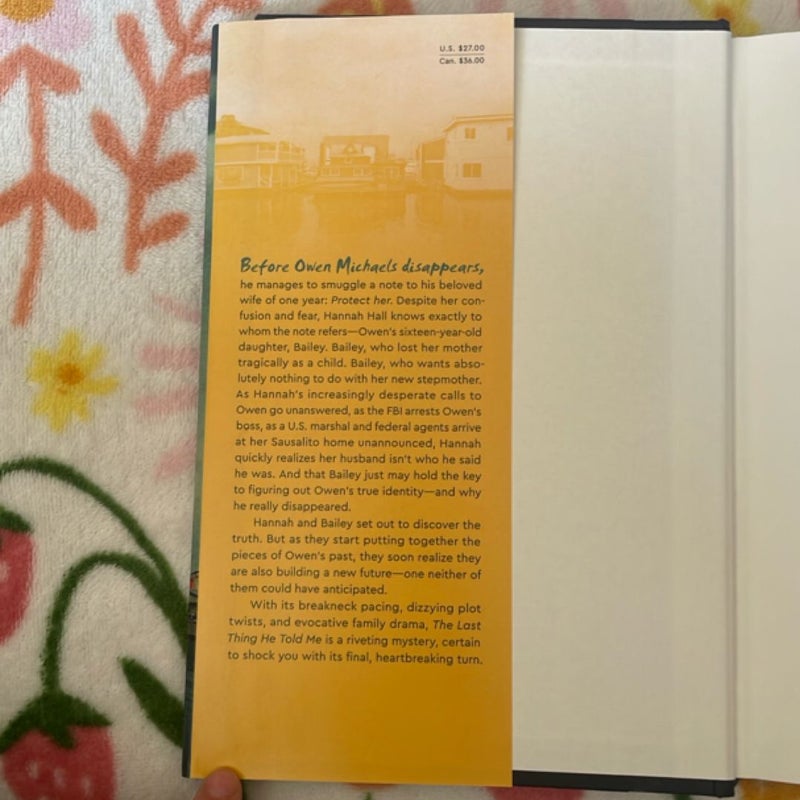 U.S. $27.00
Can. $36.00
Before Owen Michaels disappears,
he manages to smuggle a note to his beloved
wife of one year: Protect her. Despite her con-
fusion and fear, Hannah Hall knows exactly to
whom the note refers—Owen's sixteen-year-old
daughter, Bailey. Bailey, who lost her mother
tragically as a child. Bailey, who wants abso-
lutely nothing to do with her new stepmother.
As Hannah's increasingly desperate calls to
Owen go unanswered, as the FBI arrests Owen's
boss, as a U.S. marshal and federal agents arrive
at her Sausalito home unannounced, Hannah
quickly realizes her husband isn't who he said
he was. And that Bailey just may hold the key
to figuring out Owen's true identity—and why
he really disappeared.
Hannah and Bailey set out to discover the
truth. But as they start putting together the
pieces of Owen's past, they soon realize they
are also building a new future—one neither of
them could have anticipated.
With its breakneck pacing, dizzying plot
twists, and evocative family drama, The Last
Thing He Told Me is a riveting mystery, certain
to shock you with its final, heartbreaking turn.